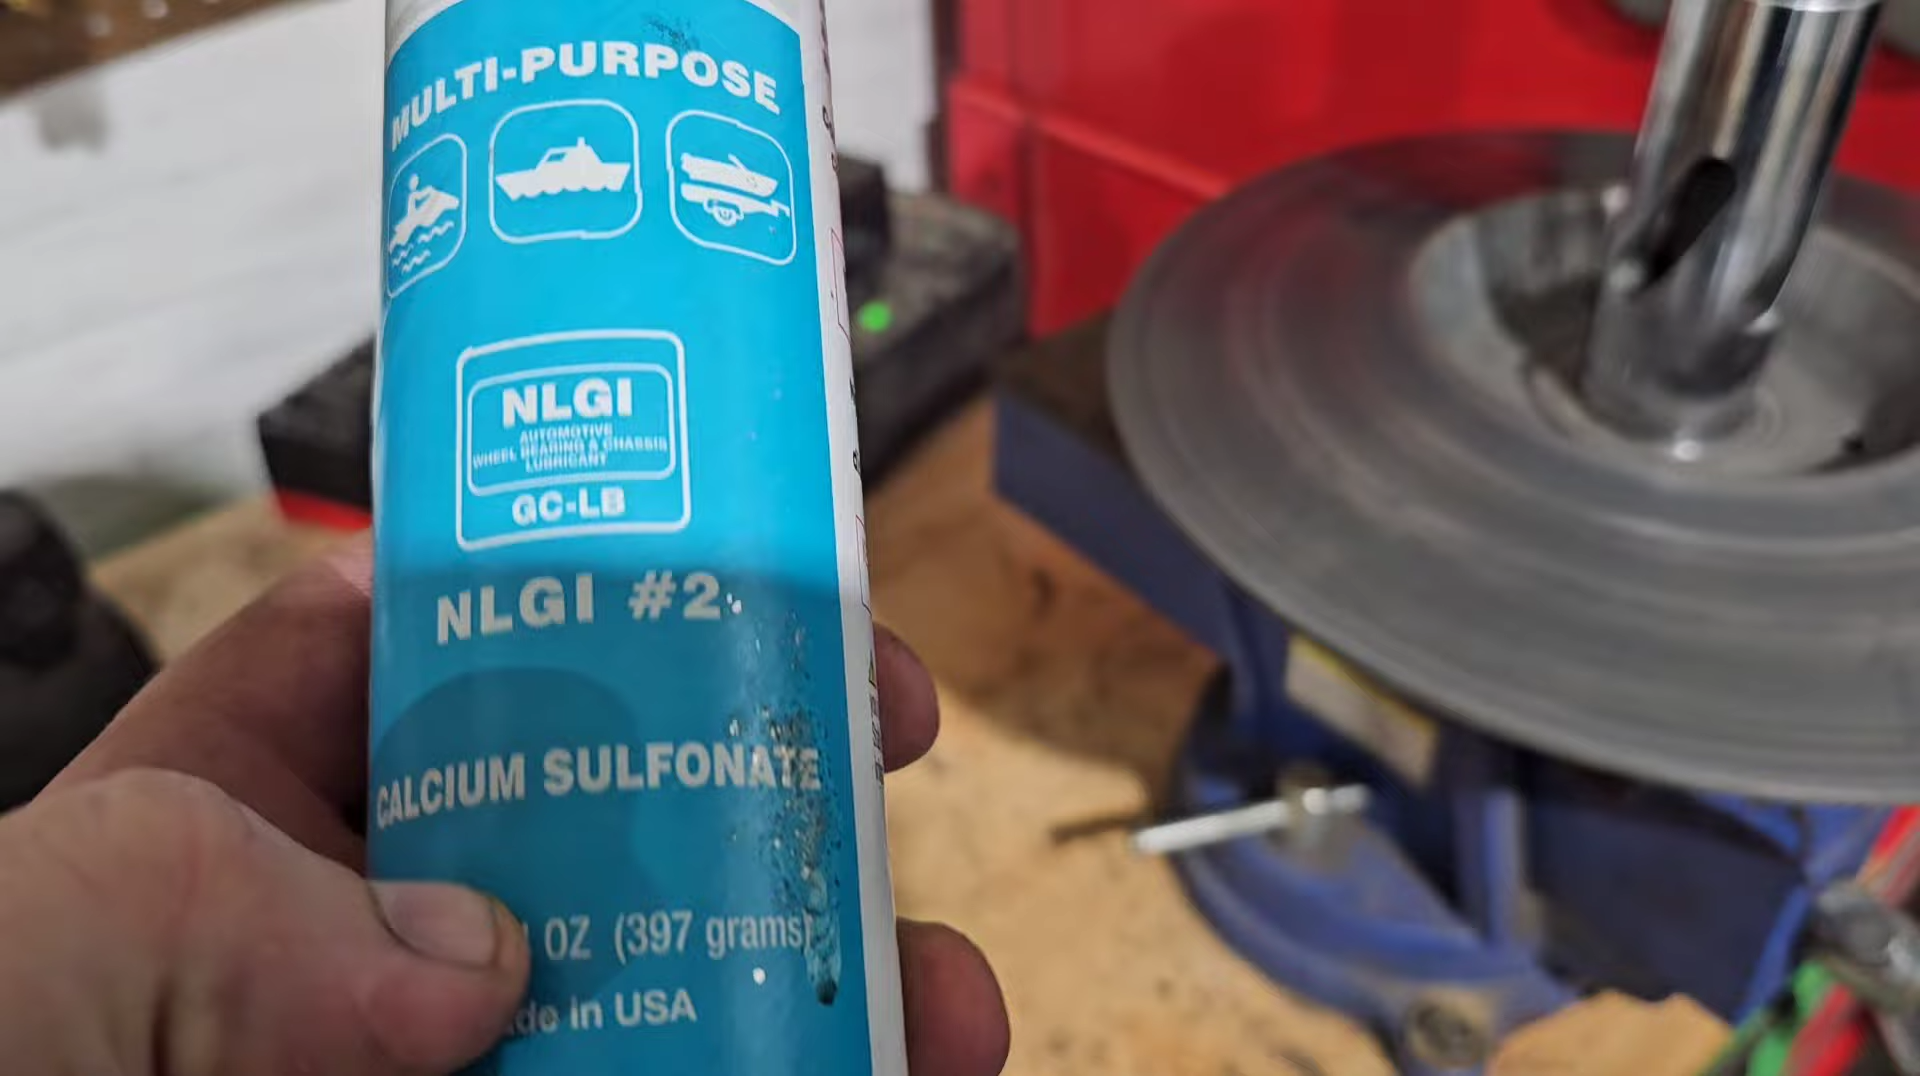 MULTI-PURPOSE
NLGI
AUTOMOTIVE
WHEEL BEARING & CHASSIS
LUBRICANT
GC-LB
NLGI #2
CALCIUM SULFONATE
OZ (397 grams)
in USA